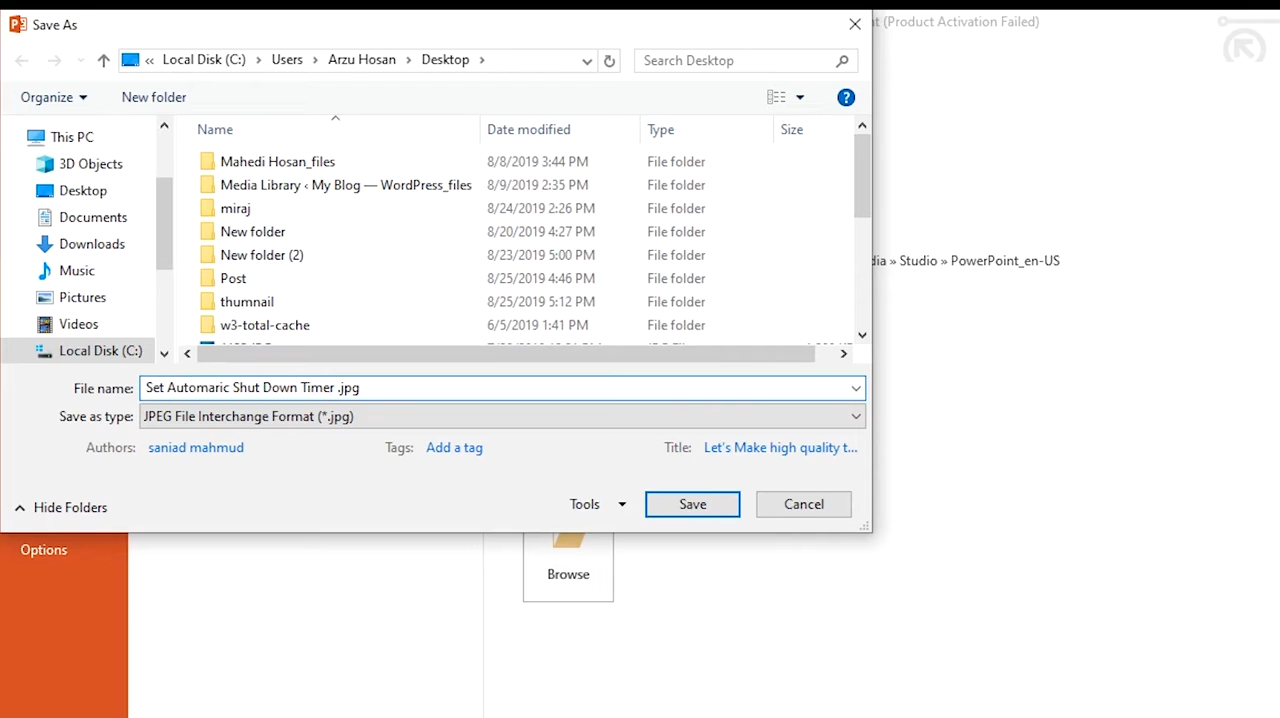 Save As
nt (Product Activation Failed)
« Local Disk (C:) › Users › Arzu Hosan › Desktop ›
Search Desktop
Organize
New folder
Name Date modified Type Size
This PC
3D Objects
Desktop
Documents
Downloads
Music
Pictures
Videos
Local Disk (C:)
Mahedi Hosan_files 8/8/2019 3:44 PM File folder
Media Library ‹ My Blog — WordPress_files 8/9/2019 2:35 PM File folder
miraj 8/24/2019 2:26 PM File folder
New folder 8/20/2019 4:27 PM File folder
New folder (2) 8/23/2019 5:00 PM File folder
Post 8/25/2019 4:46 PM File folder
thumnail 8/25/2019 5:12 PM File folder
w3-total-cache 6/5/2019 1:41 PM File folder
dia » Studio » PowerPoint_en-US
File name: Set Automaric Shut Down Timer .jpg
Save as type: JPEG File Interchange Format (*.jpg)
Authors: saniad mahmud Tags: Add a tag Title: Let's Make high quality t...
Hide Folders
Tools
Save
Cancel
Options
Browse